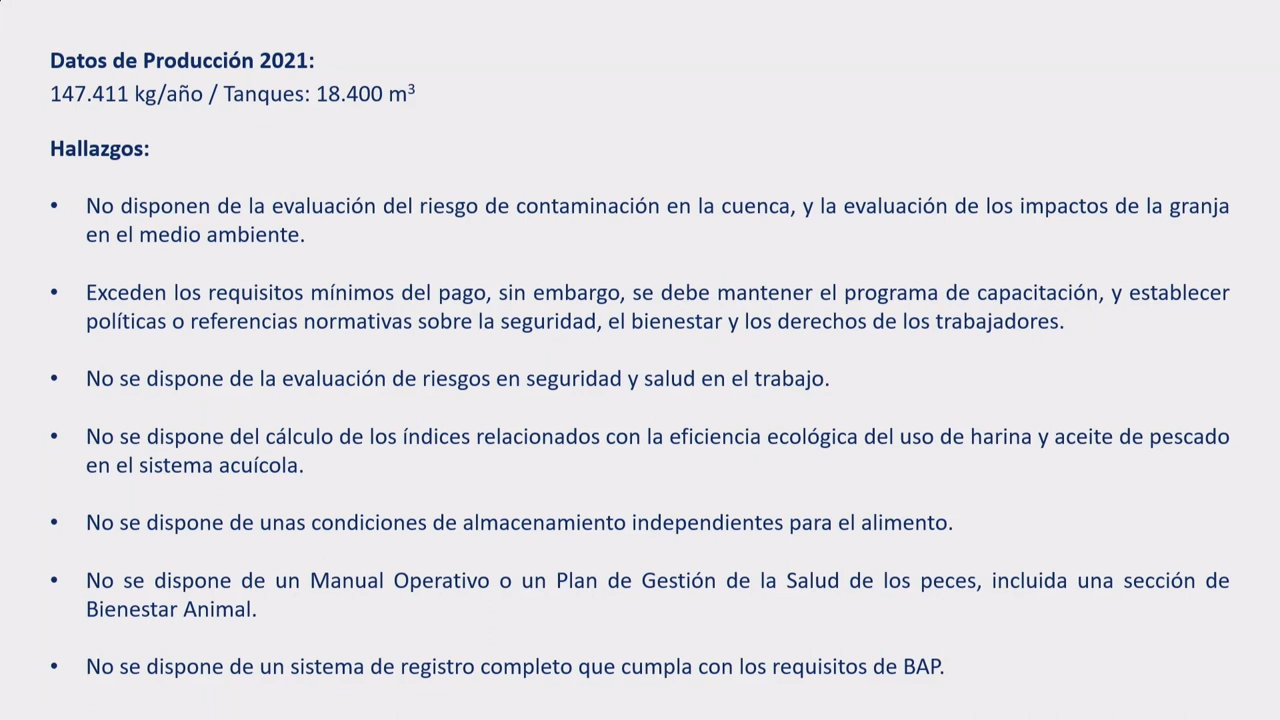 Datos de Producción 2021:
147.411 kg/año / Tanques: 18.400 m³
Hallazgos:
• No disponen de la evaluación del riesgo de contaminación en la cuenca, y la evaluación de los impactos de la granja
en el medio ambiente.
• Exceden los requisitos mínimos del pago, sin embargo, se debe mantener el programa de capacitación, y establecer
políticas o referencias normativas sobre la seguridad, el bienestar y los derechos de los trabajadores.
• No se dispone de la evaluación de riesgos en seguridad y salud en el trabajo.
• No se dispone del cálculo de los índices relacionados con la eficiencia ecológica del uso de harina y aceite de pescado
en el sistema acuícola.
• No se dispone de unas condiciones de almacenamiento independientes para el alimento.
• No se dispone de un Manual Operativo o un Plan de Gestión de la Salud de los peces, incluida una sección de
Bienestar Animal.
• No se dispone de un sistema de registro completo que cumpla con los requisitos de BAP.